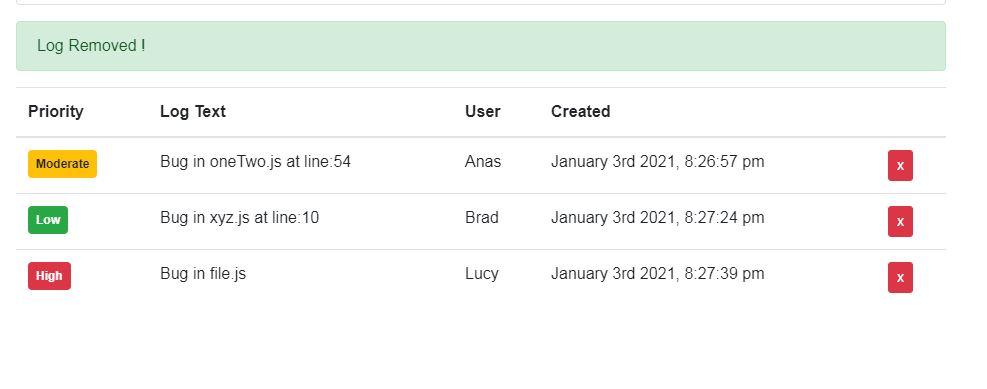 Log Removed !
Priority Log Text User Created
Moderate Bug in oneTwo.js at line:54 Anas January 3rd 2021, 8:26:57 pm x
Low Bug in xyz.js at line:10 Brad January 3rd 2021, 8:27:24 pm x
High Bug in file.js Lucy January 3rd 2021, 8:27:39 pm x